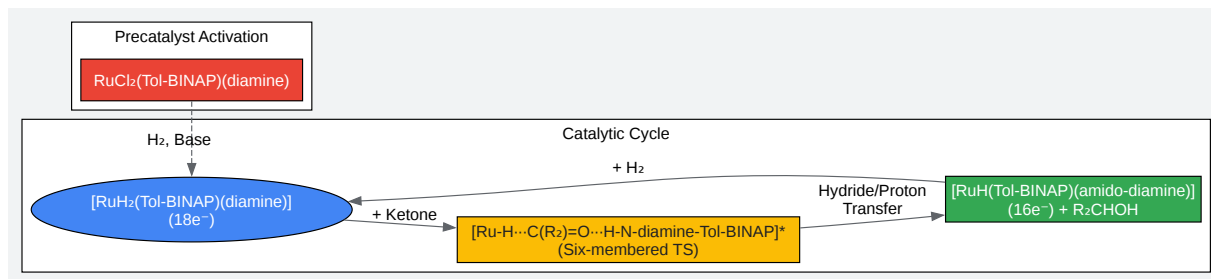 Precatalyst Activation
RuCl₂(Tol-BINAP)(diamine)
H₂, Base
Catalytic Cycle
+ H₂
[RuH₂(Tol-BINAP)(diamine)]
(18e⁻)
+ Ketone
[Ru-H···C(R₂)=O···H-N-diamine-Tol-BINAP]*
(Six-membered TS)
Hydride/Proton
Transfer
[RuH(Tol-BINAP)(amido-diamine)]
(16e⁻) + R₂CHOH